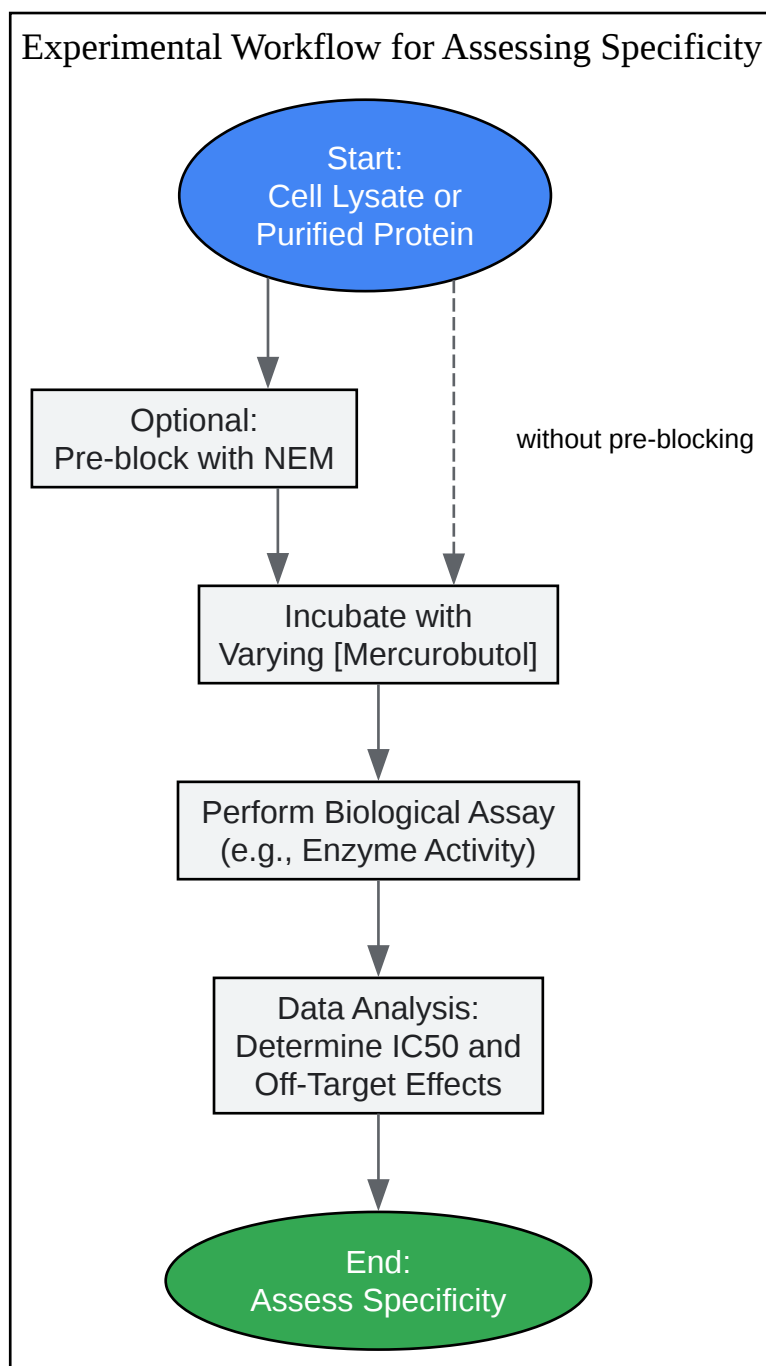 Experimental Workflow for Assessing Specificity
Start:
Cell Lysate or
Purified Protein
Optional:
Pre-block with NEM
without pre-blocking
Incubate with
Varying [Mercurobutol]
Perform Biological Assay
(e.g., Enzyme Activity)
Data Analysis:
Determine IC50 and
Off-Target Effects
End:
Assess Specificity